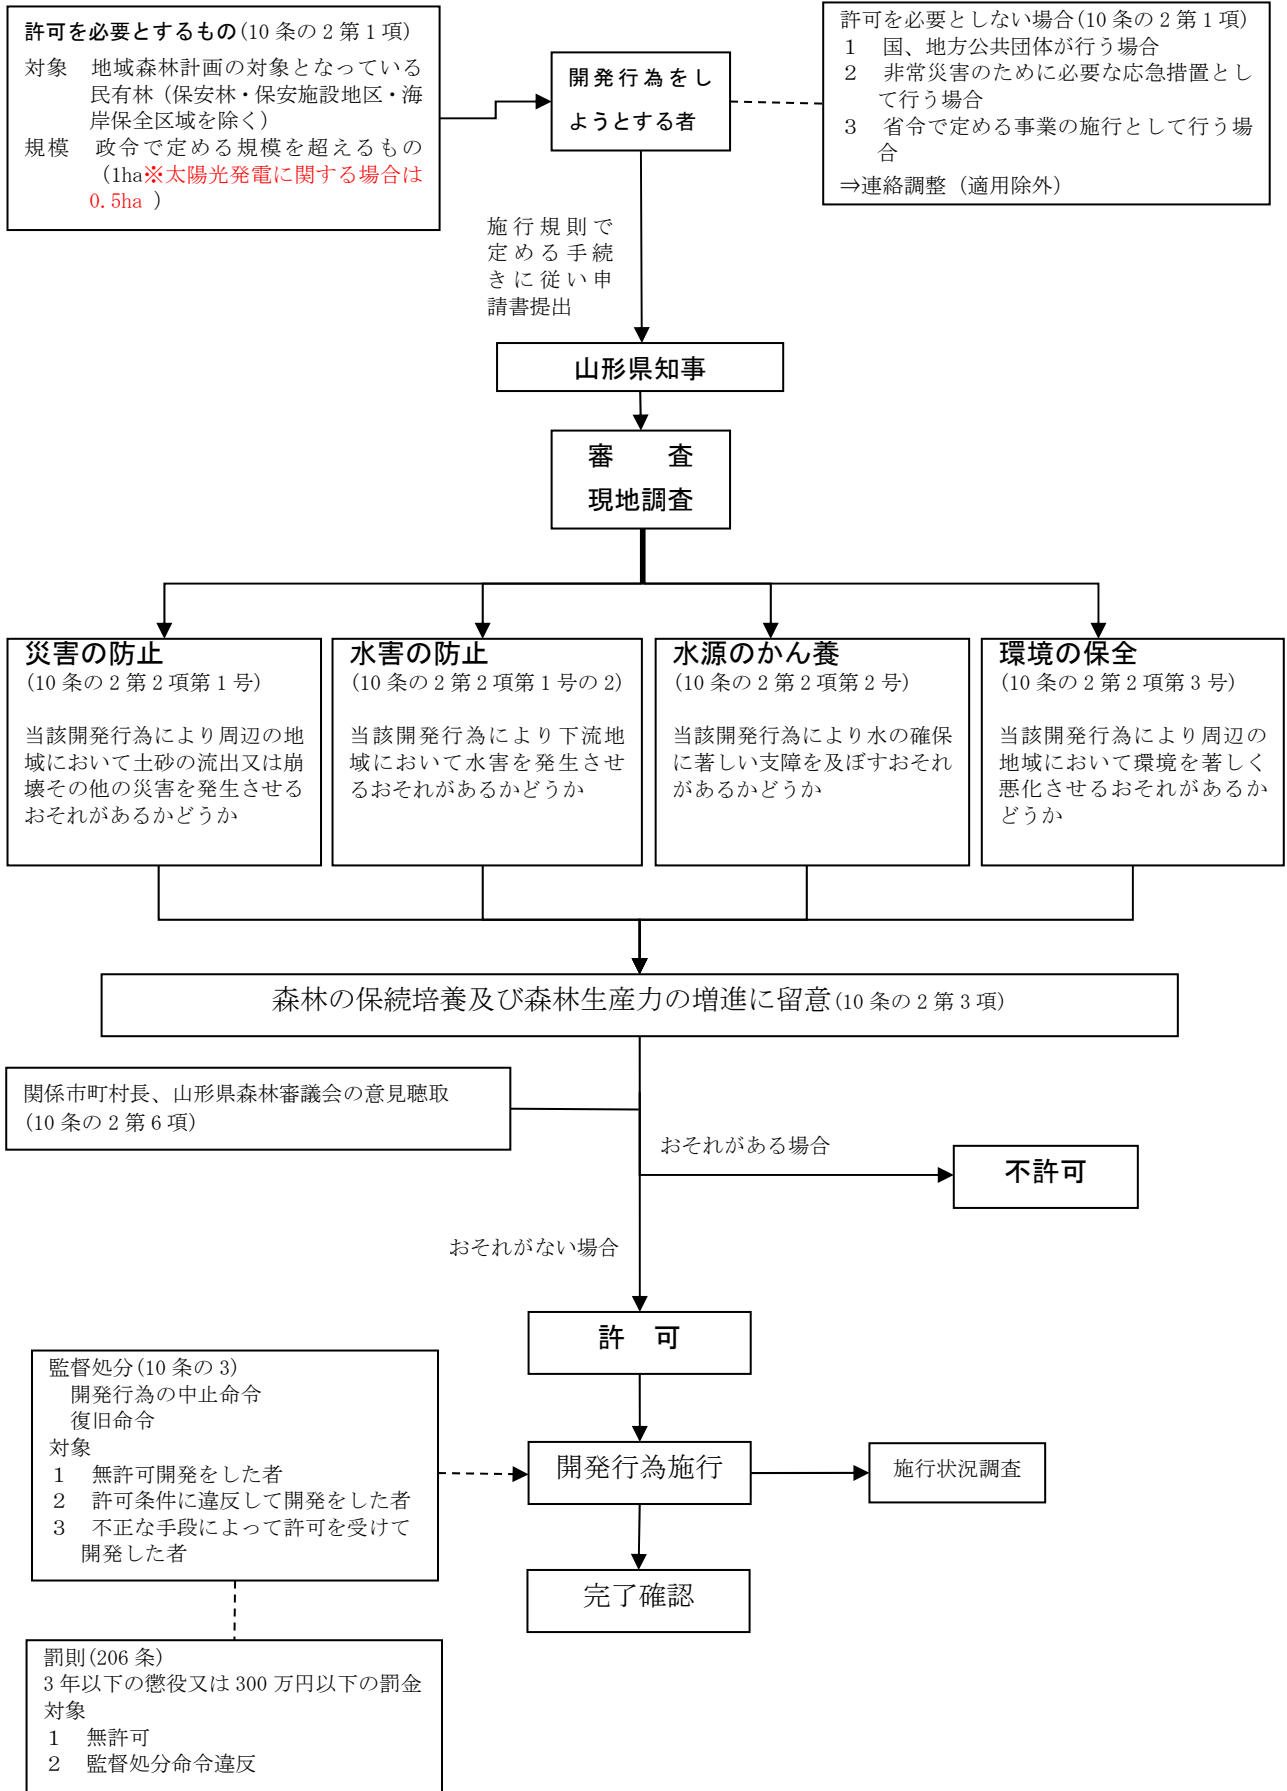 許可を必要とするもの(10 条の 2 第 1 項)
対象　地域森林計画の対象となっている
民有林（保安林・保安施設地区・海
岸保全区域を除く）
規模　政令で定める規模を超えるもの
（1ha※太陽光発電に関する場合は
0.5ha ）
開発行為をし
ようとする者
許可を必要としない場合(10 条の 2 第 1 項)
1　国、地方公共団体が行う場合
2　非常災害のために必要な応急措置とし
て行う場合
3　省令で定める事業の施行として行う場
合
⇒連絡調整（適用除外）
施行規則で
定める手続
きに従い申
請書提出
山形県知事
審　査
現地調査
災害の防止
(10 条の 2 第 2 項第 1 号)
当該開発行為により周辺の地
域において土砂の流出又は崩
壊その他の災害を発生させる
おそれがあるかどうか
水害の防止
(10 条の 2 第 2 項第 1 号の 2)
当該開発行為により下流地
域において水害を発生させ
るおそれがあるかどうか
水源のかん養
(10 条の 2 第 2 項第 2 号)
当該開発行為により水の確保
に著しい支障を及ぼすおそれ
があるかどうか
環境の保全
(10 条の 2 第 2 項第 3 号)
当該開発行為により周辺の
地域において環境を著しく
悪化させるおそれがあるか
どうか
森林の保続培養及び森林生産力の増進に留意(10 条の 2 第 3 項)
関係市町村長、山形県森林審議会の意見聴取
(10 条の 2 第 6 項)
おそれがある場合
不許可
おそれがない場合
許　可
監督処分(10 条の 3)
開発行為の中止命令
復旧命令
対象
1　無許可開発をした者
2　許可条件に違反して開発をした者
3　不正な手段によって許可を受けて
開発した者
開発行為施行
施行状況調査
完了確認
罰則(206 条)
3 年以下の懲役又は 300 万円以下の罰金
対象
1　無許可
2　監督処分命令違反